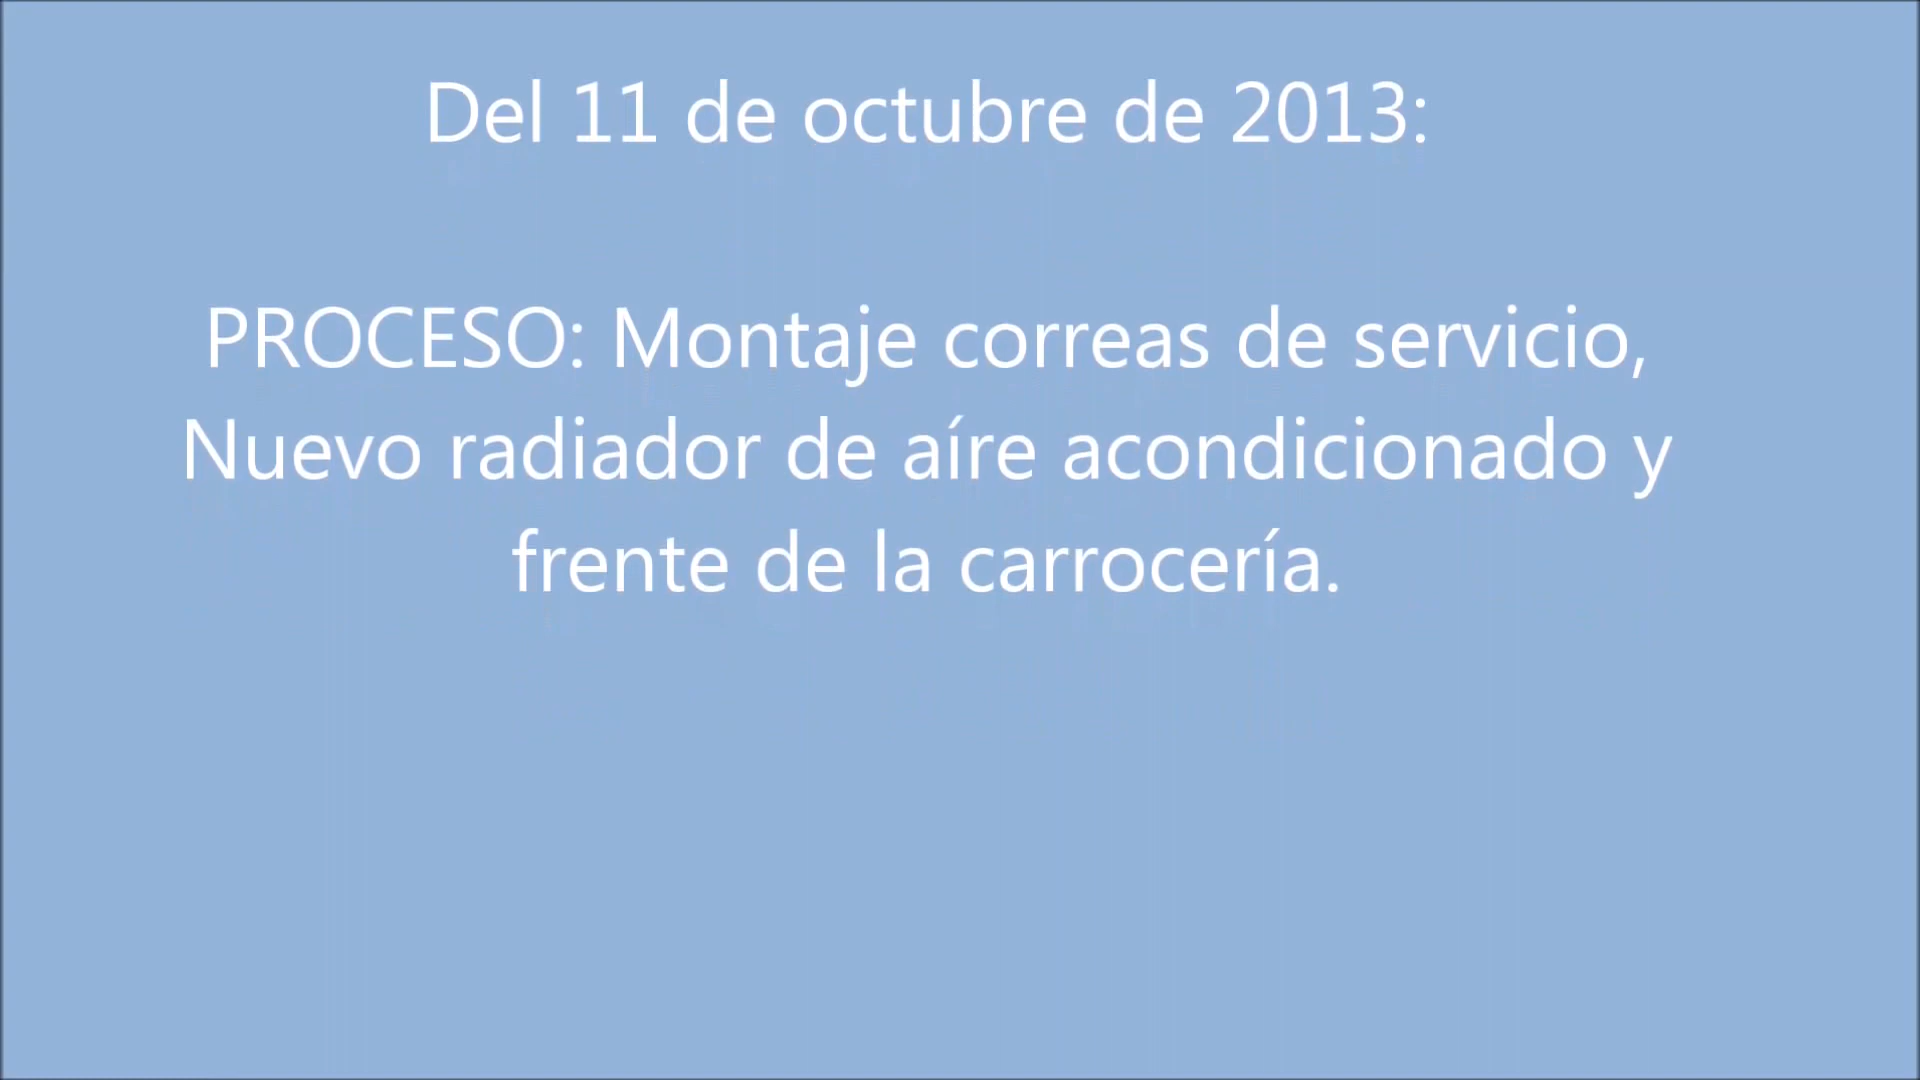 Del 11 de octubre de 2013:
PROCESO: Montaje correas de servicio,
Nuevo radiador de aíre acondicionado y
frente de la carrocería.